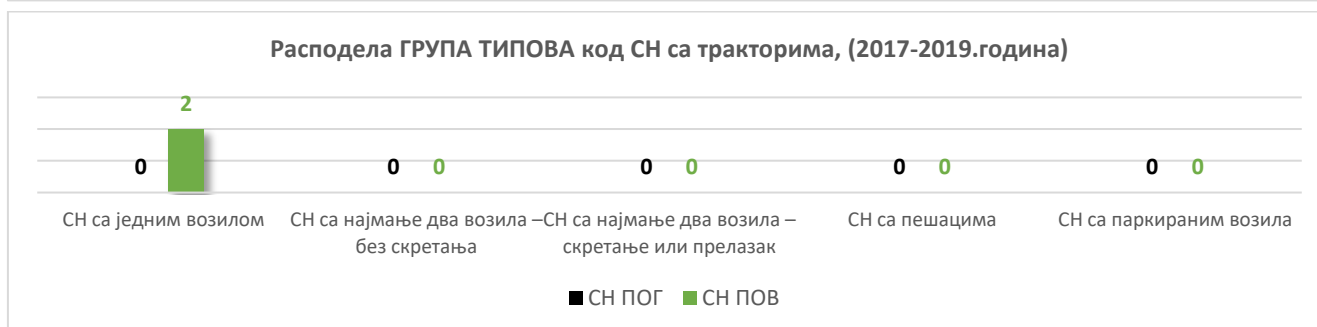 Расподела ГРУПА ТИПОВА код СН са тракторима, (2017-2019.година)
2
0
0 0
0 0
0 0
0 0
СН са једним возилом
СН са најмање два возила –
без скретања
СН са најмање два возила –
скретање или прелазак
СН са пешацима
СН са паркираним возила
СН ПОГ СН ПОВ